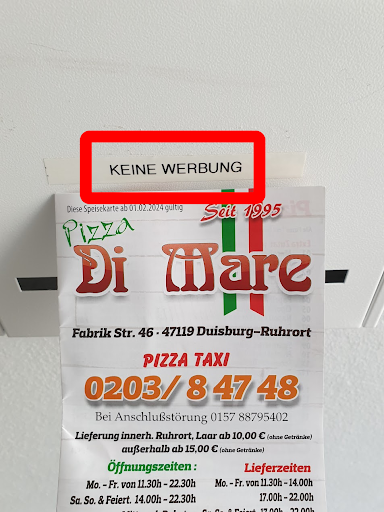 KEINE WERBUNG
Diese Speisekarte ab 01.02.2024 gültig
Seit 1995
Pizza
Di Mare
Fabrik Str. 46 - 47119 Duisburg-Ruhrort
PIZZA TAXI
0203/ 8 47 48
Bei Anschlußstörung 0157 88795402
Lieferung innerh. Ruhrort, Laar ab 10,00 € (ohne Getränke)
außerhalb ab 15,00 € (ohne Getränke)
Öffnungszeiten : Lieferzeiten
Mo. - Fr. von 11.30h - 22.30h Mo. - Fr. von 11.30h - 14.00h
Sa. So. & Feiert. 14.00h - 22.30h 17.00h - 22.00h